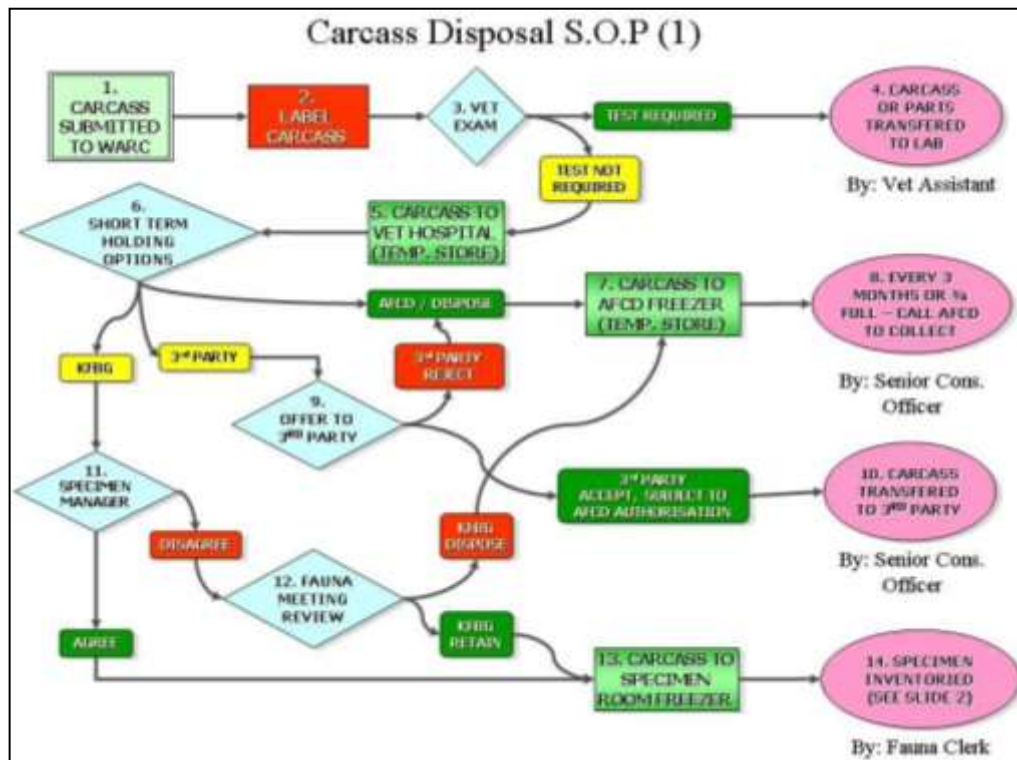 Carcass Disposal S.O.P (1)
1.
CARCASS
SUBMITTED
TO WARC
2.
LABEL
CARCASS
3. VET
EXAM
TEST REQUIRED
4. CARCASS
OR PARTS
TRANSFERED
TO LAB
By: Vet Assistant
TEST NOT
REQUIRED
5. CARCASS TO
VET HOSPITAL
(TEMP. STORE)
6.
SHORT TERM
HOLDING
OPTIONS
AFCD / DISPOSE
7. CARCASS TO
AFCD FREEZER
(TEMP. STORE)
8. EVERY 3
MONTHS OR ¾
FULL – CALL AFCD
TO COLLECT
By: Senior Cons.
Officer
KFBG
3rd PARTY
3rd PARTY
REJECT
9.
OFFER TO
3RD PARTY
3rd PARTY
ACCEPT, SUBJECT TO
AFCD AUTHORISATION
10. CARCASS
TRANSFERED
TO 3RD PARTY
By: Senior Cons.
Officer
11.
SPECIMEN
MANAGER
DISAGREE
12. FAUNA
MEETING
REVIEW
KFBG
DISPOSE
KFBG
RETAIN
AGREE
13. CARCASS TO
SPECIMEN
ROOM FREEZER
14. SPECIMEN
INVENTORIED
(SEE SLIDE 2)
By: Fauna Clerk